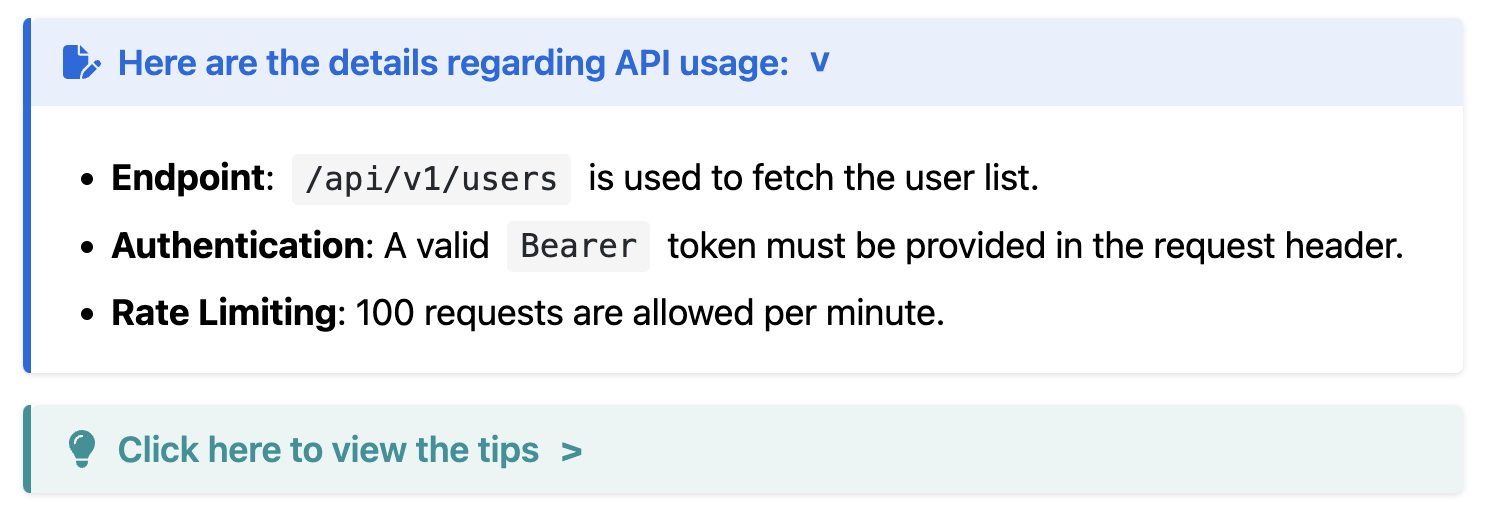 Here are the details regarding API usage: v
• Endpoint: /api/v1/users is used to fetch the user list.
• Authentication: A valid Bearer token must be provided in the request header.
• Rate Limiting: 100 requests are allowed per minute.
Click here to view the tips >